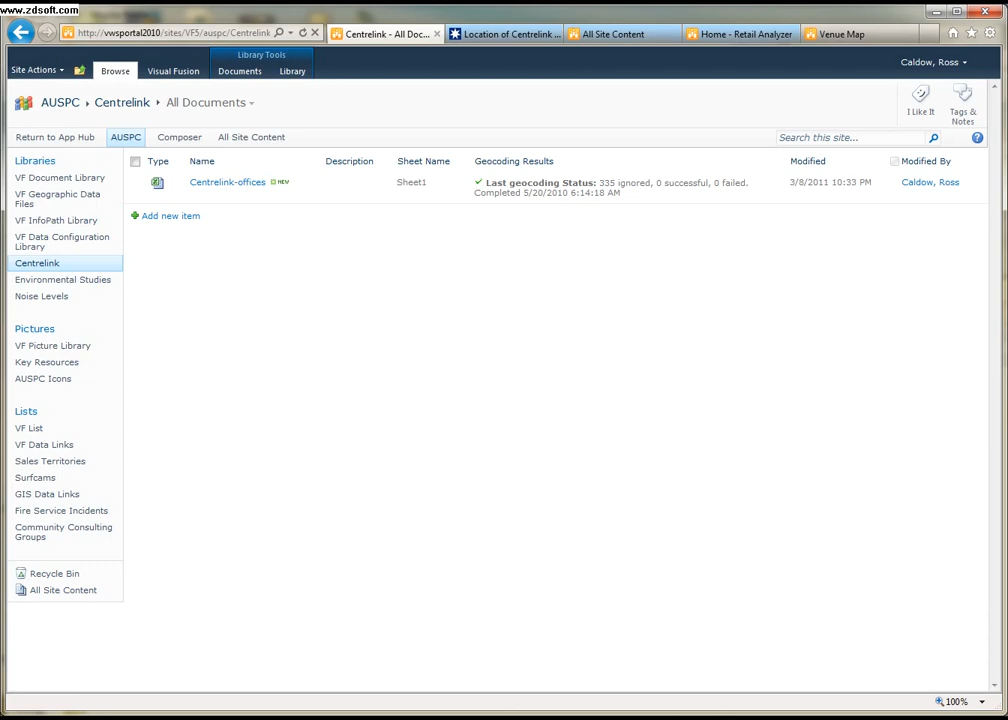 www.zdsoft.com
http://vwsportal2010/sites/VF5/auspc/Centrelink
Centrelink - All Doc...
Location of Centrelink ...
All Site Content
Home - Retail Analyzer
Venue Map
Library Tools
Site Actions
Browse
Visual Fusion
Documents
Library
Caldow, Ross
AUSPC
Centrelink
All Documents
I Like It
Tags &
Notes
Return to App Hub
AUSPC
Composer
All Site Content
Search this site...
Libraries
VF Document Library
VF Geographic Data
Files
VF InfoPath Library
VF Data Configuration
Library
Centrelink
Environmental Studies
Noise Levels
Pictures
VF Picture Library
Key Resources
AUSPC Icons
Lists
VF List
VF Data Links
Sales Territories
Surfcams
GIS Data Links
Fire Service Incidents
Community Consulting
Groups
Recycle Bin
All Site Content
Type
Name
Description
Sheet Name
Geocoding Results
Modified
Modified By
Centrelink-offices NEW
Sheet1
Last geocoding Status: 335 ignored, 0 successful, 0 failed.
Completed 5/20/2010 6:14:18 AM
3/8/2011 10:33 PM
Caldow, Ross
Add new item
100%